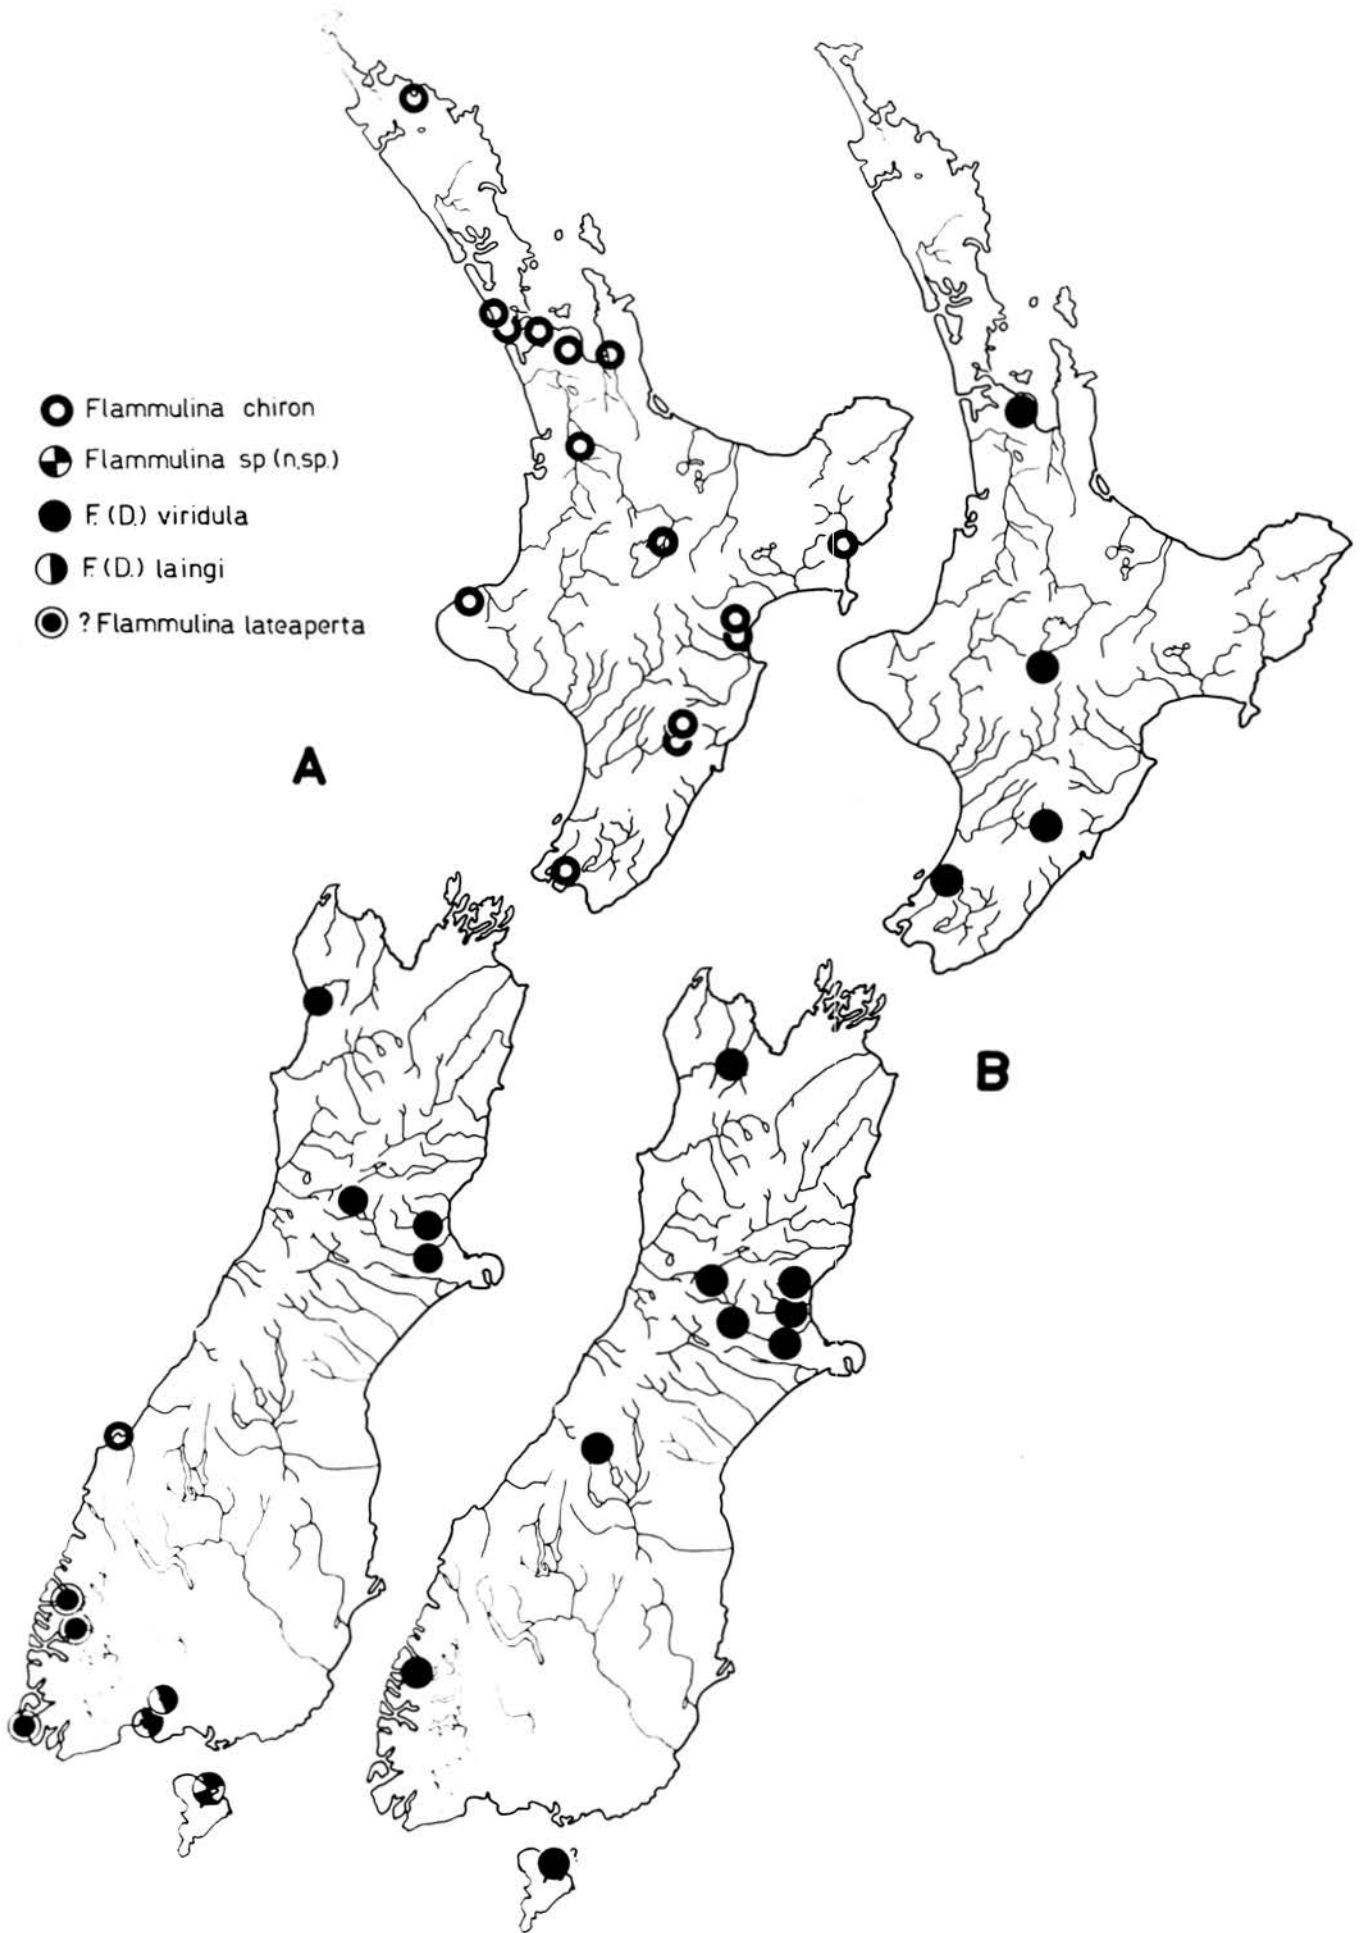 Flammulina chiron
Flammulina sp (n.sp.)
F. (D.) viridula
F. (D.) laingi
? Flammulina lateaperta
A
B
?